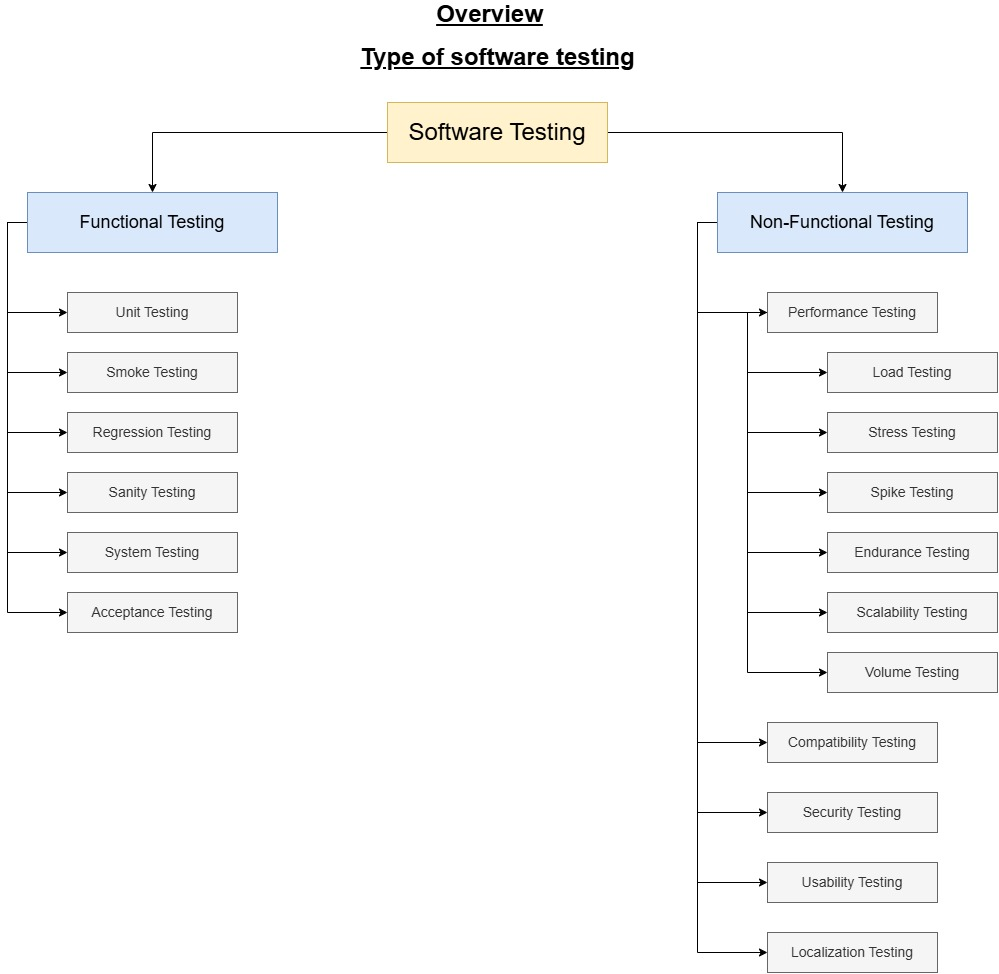 Overview
Type of software testing
Software Testing
Functional Testing
Unit Testing
Smoke Testing
Regression Testing
Sanity Testing
System Testing
Acceptance Testing
Non-Functional Testing
Performance Testing
Load Testing
Stress Testing
Spike Testing
Endurance Testing
Scalability Testing
Volume Testing
Compatibility Testing
Security Testing
Usability Testing
Localization Testing